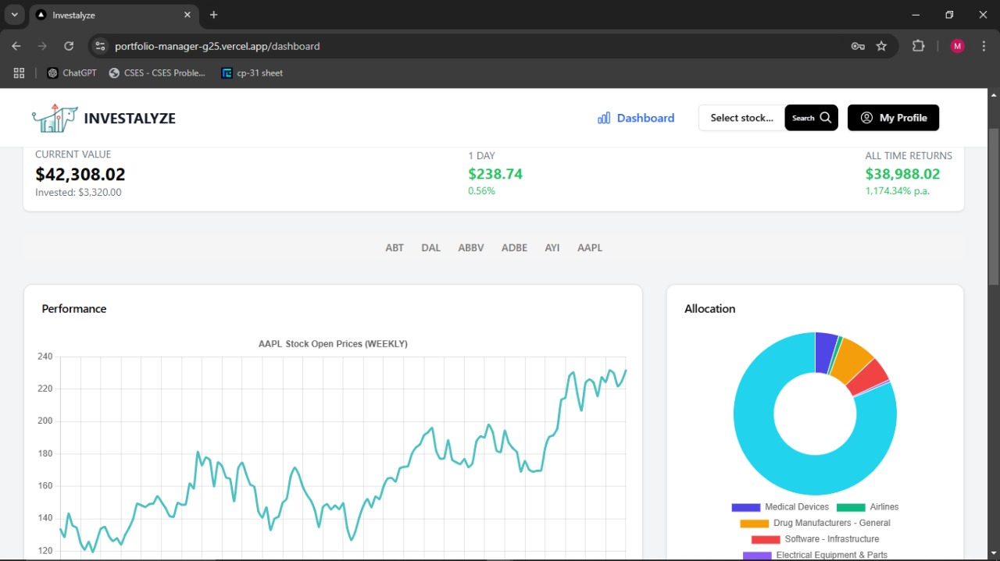 Investalyze
portfolio-manager-g25.vercel.app/dashboard
M
ChatGPT
CSES - CSES Proble...
cp-31 sheet
INVESTALYZE
Dashboard
Select stock...
Search
My Profile
CURRENT VALUE
$42,308.02
Invested: $3,320.00
1 DAY
$238.74
0.56%
ALL TIME RETURNS
$38,988.02
1,174.34% p.a.
ABT DAL ABBV ADBE AYI AAPL
Performance
AAPL Stock Open Prices (WEEKLY)
240
220
200
180
160
140
120
Allocation
Medical Devices
Airlines
Drug Manufacturers - General
Software - Infrastructure
Electrical Equipment & Parts